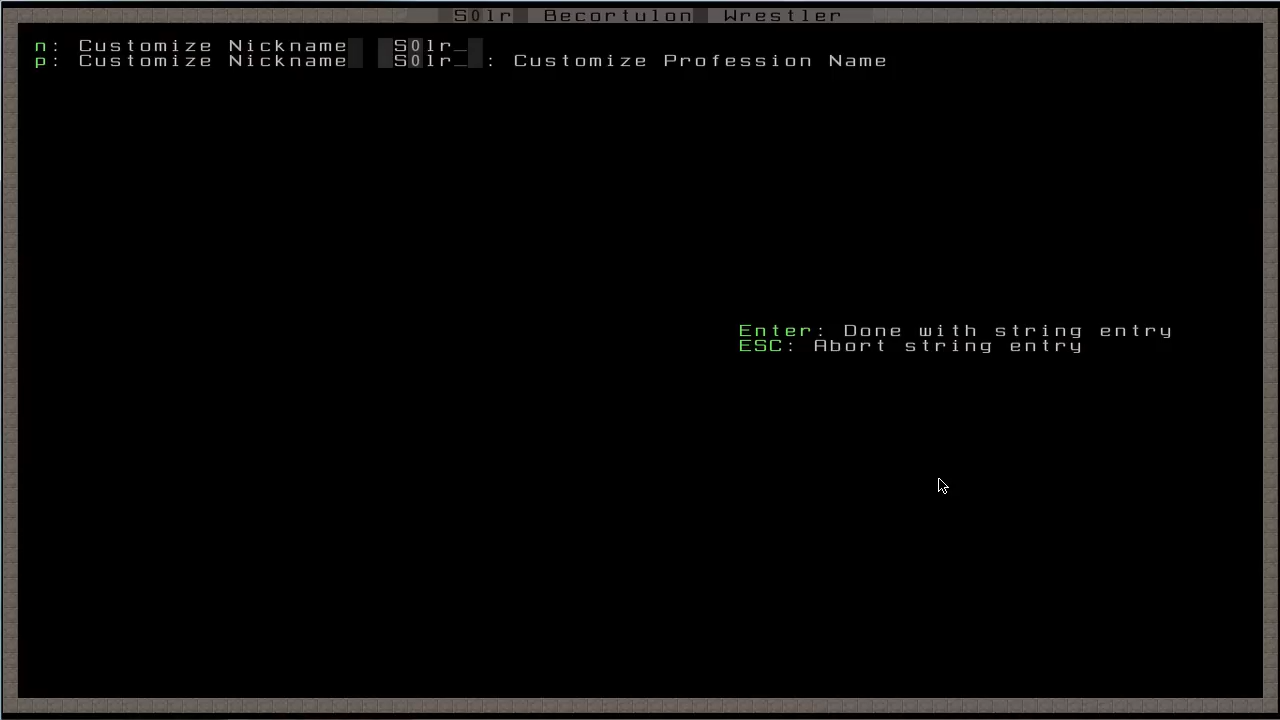 S0lr Becortulon Wrestler
n: Customize Nickname S0lr_
p: Customize Nickname S0lr_ : Customize Profession Name
Enter: Done with string entry
ESC: Abort string entry